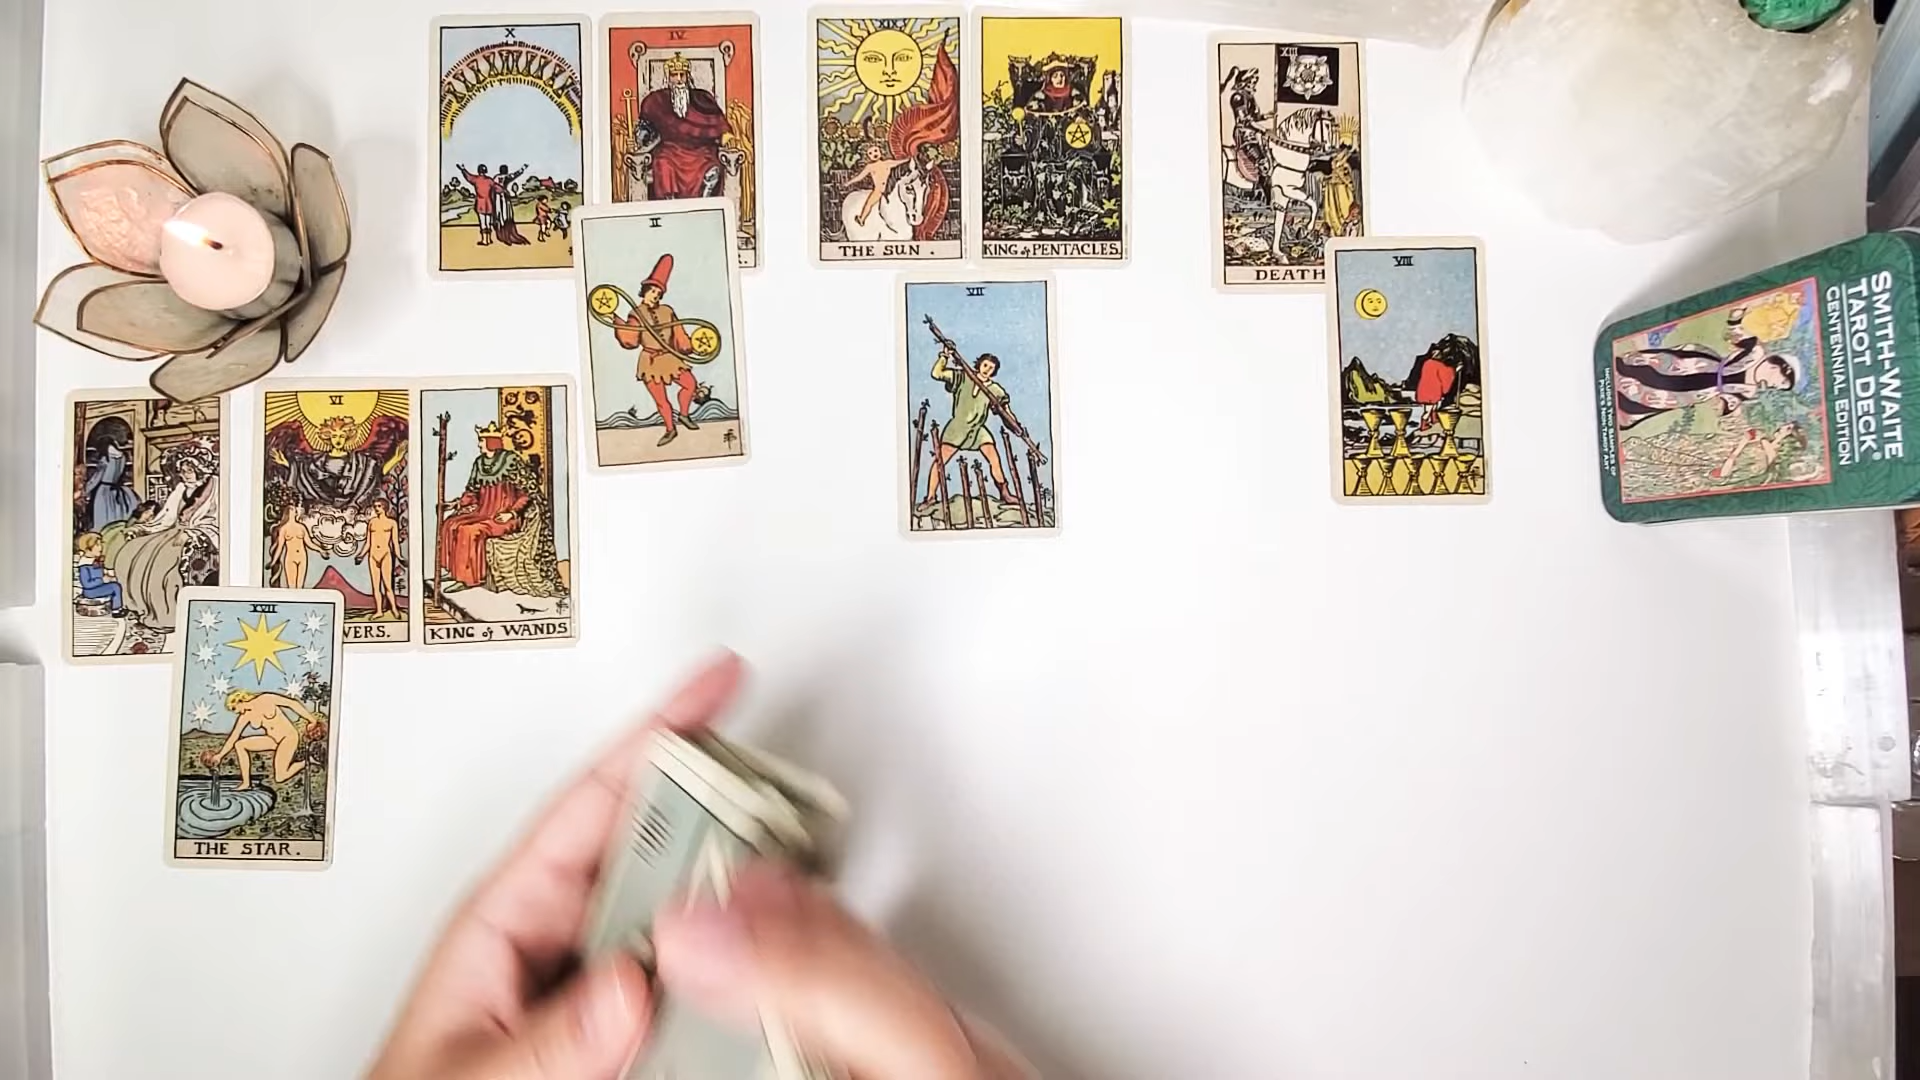 X
IV
R.
XIX
THE SUN.
KING of PENTACLES.
XIII
DEATH
II
VII
VIII
VI
VERS.
KING of WANDS
XVII
THE STAR.
SMITH-WAITE
TAROT DECK®
CENTENNIAL EDITION